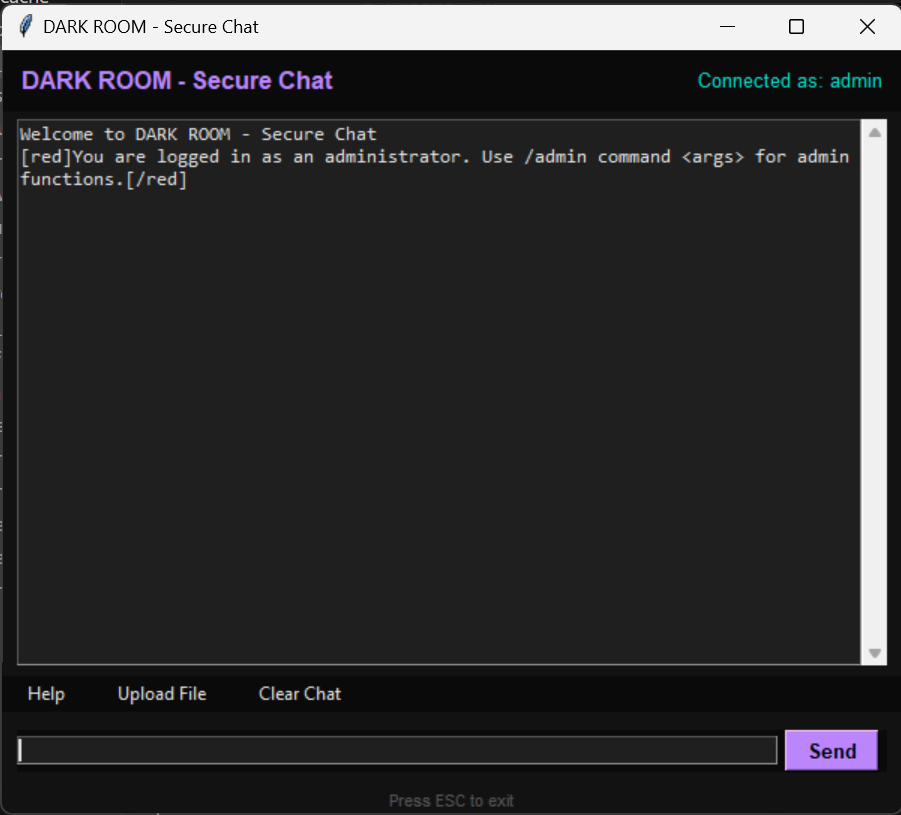 DARK ROOM - Secure Chat
DARK ROOM - Secure Chat
Connected as: admin
Welcome to DARK ROOM - Secure Chat
[red]You are logged in as an administrator. Use /admin command <args> for admin
functions.[/red]
Help Upload File Clear Chat
Send
Press ESC to exit